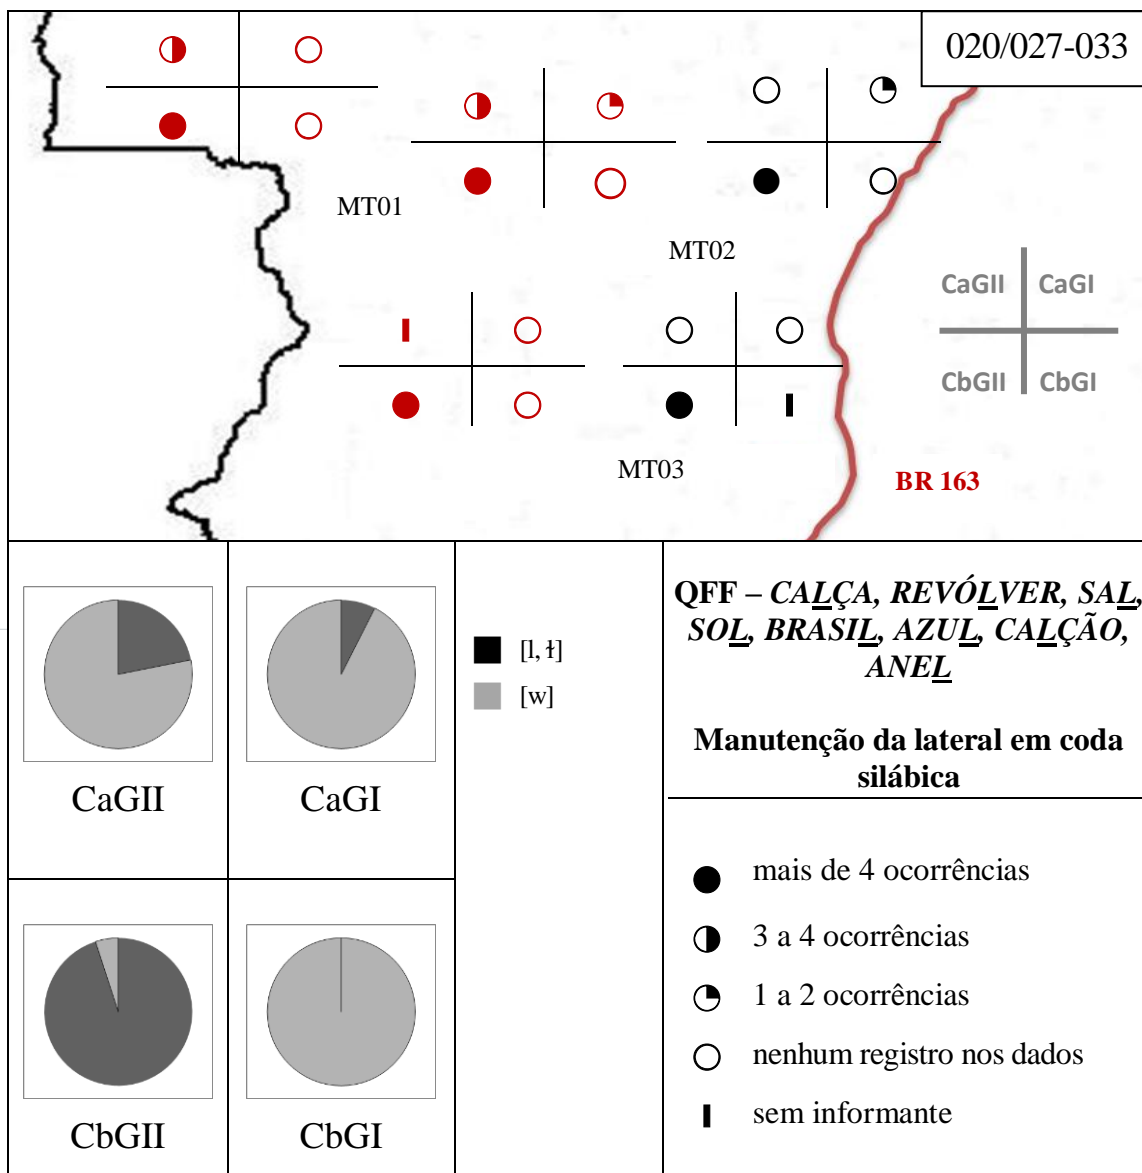 020/027-033
MT01
MT02
CaGII CaGI
CbGII CbGI
MT03
BR 163
CaGII
CaGI
CbGII
CbGI
[l, ɫ]
[w]
QFF – CALÇA, REVÓLVER, SAL,
SOL, BRASIL, AZUL, CALÇÃO,
ANEL
Manutenção da lateral em coda
silábica
mais de 4 ocorrências
3 a 4 ocorrências
1 a 2 ocorrências
nenhum registro nos dados
sem informante